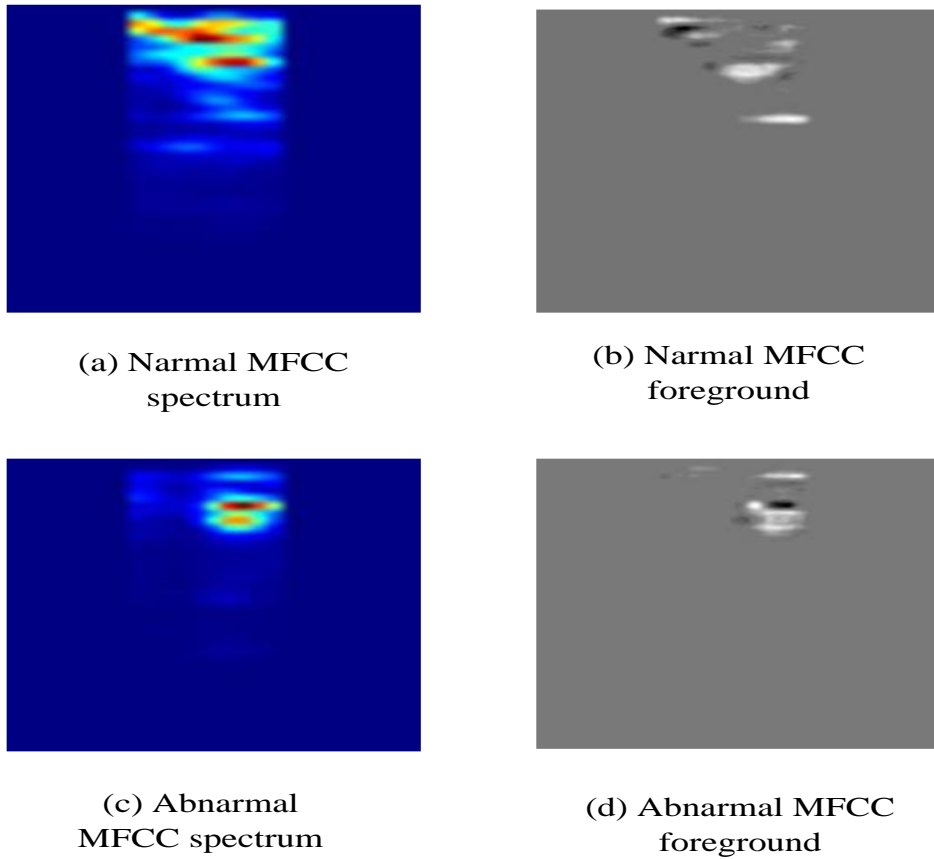 (a) Narmal MFCC
spectrum
(b) Narmal MFCC
foreground
(c) Abnarmal
MFCC spectrum
(d) Abnarmal MFCC
foreground